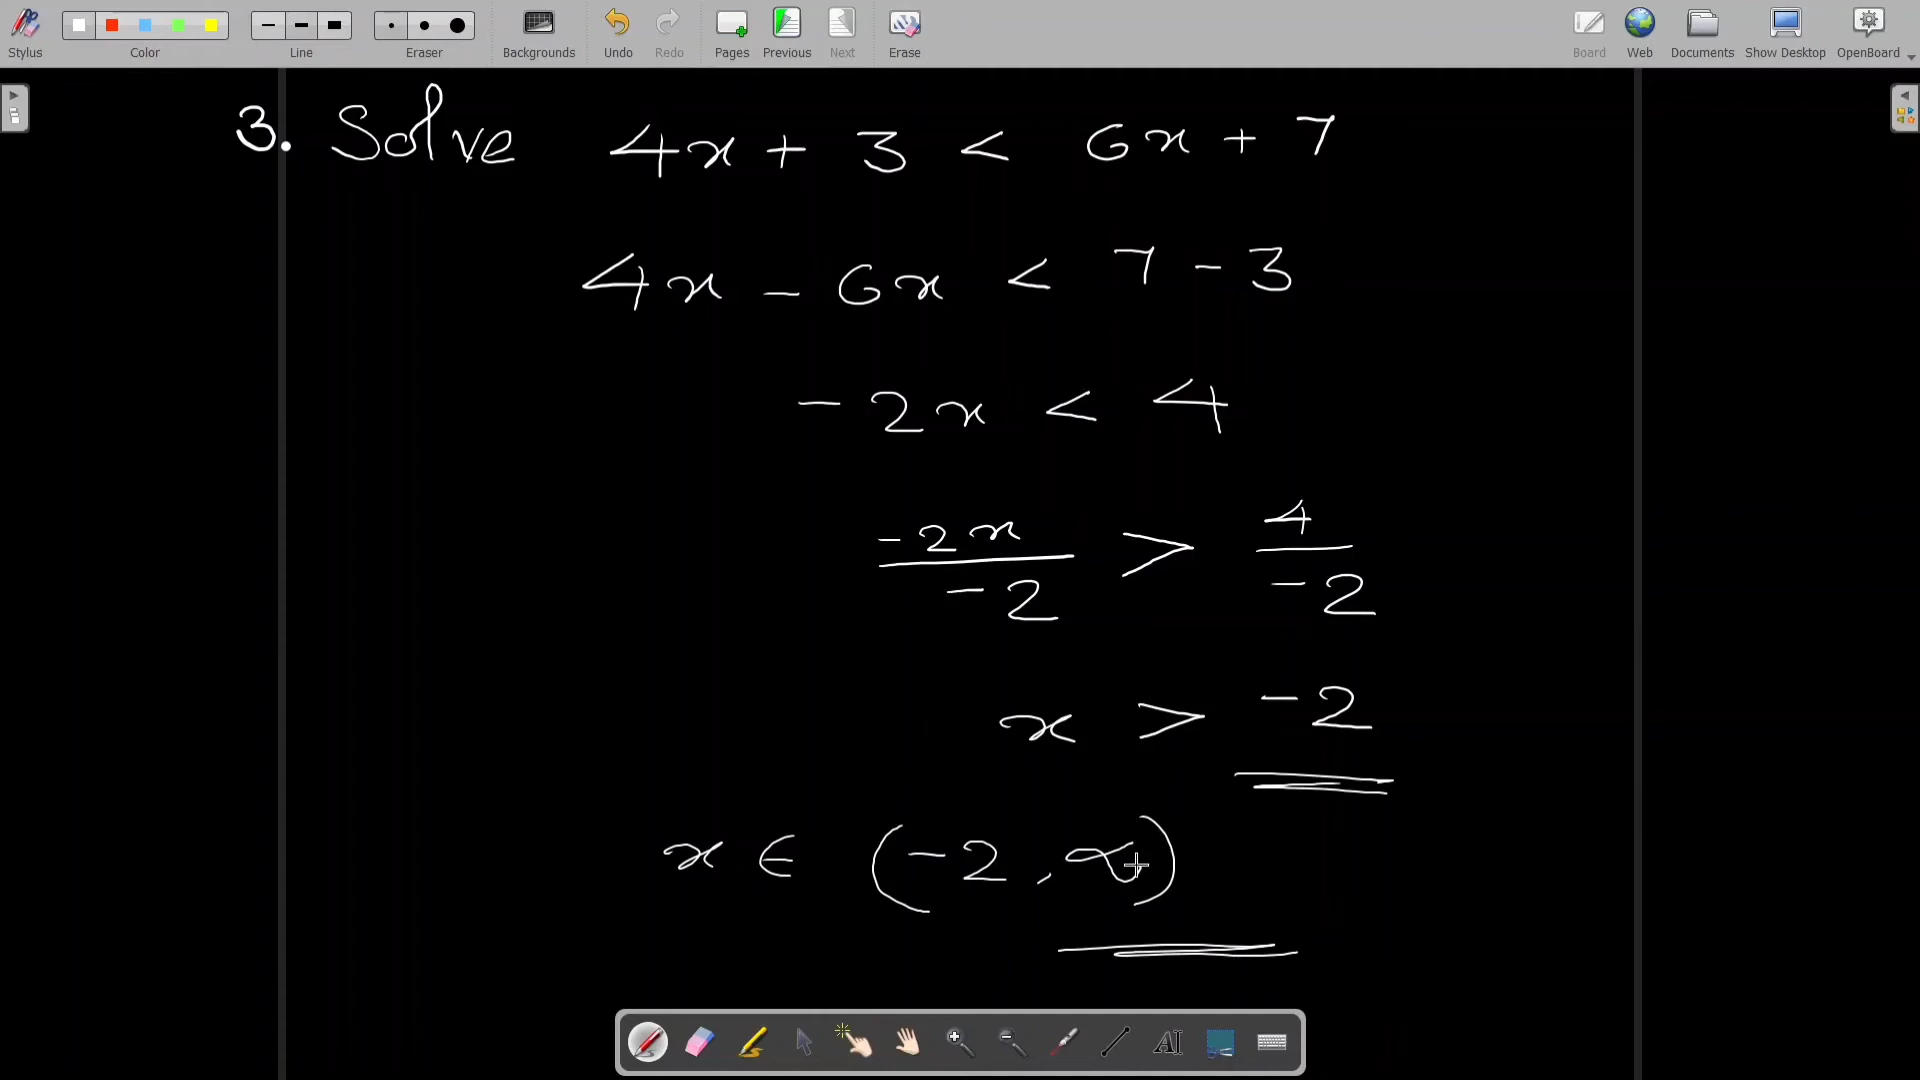 Stylus Color Line Eraser Backgrounds Undo Redo Pages Previous Next Erase Board Web Documents Show Desktop OpenBoard
3. Solve 4x + 3 < 6x + 7
4x - 6x < 7 - 3
-2x < 4
-2x/-2 > 4/-2
x > -2
x ∈ (-2, ∞)
AI